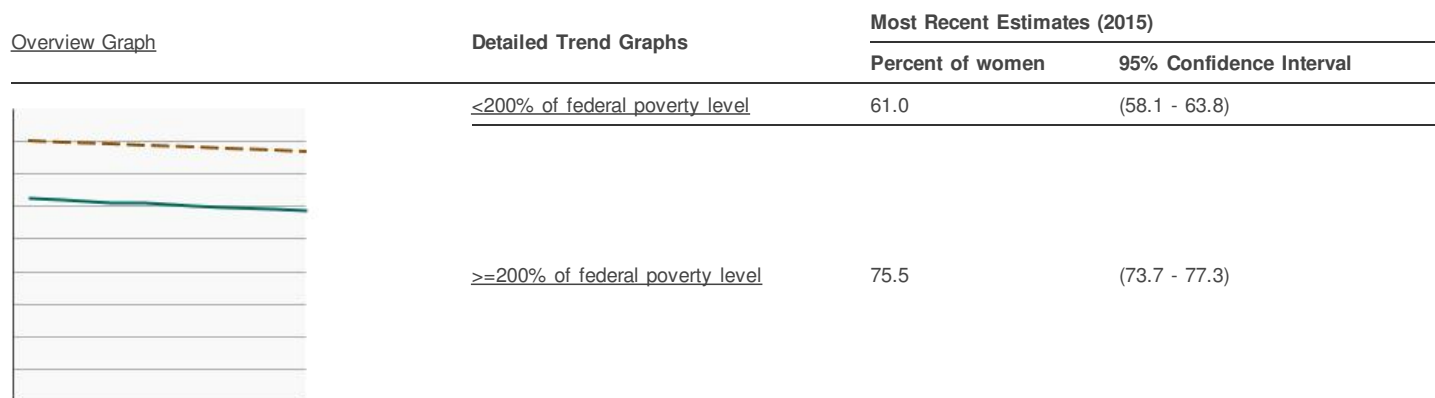 Overview Graph
Detailed Trend Graphs
Most Recent Estimates (2015)
Percent of women
95% Confidence Interval
<200% of federal poverty level
61.0
(58.1 - 63.8)
>=200% of federal poverty level
75.5
(73.7 - 77.3)